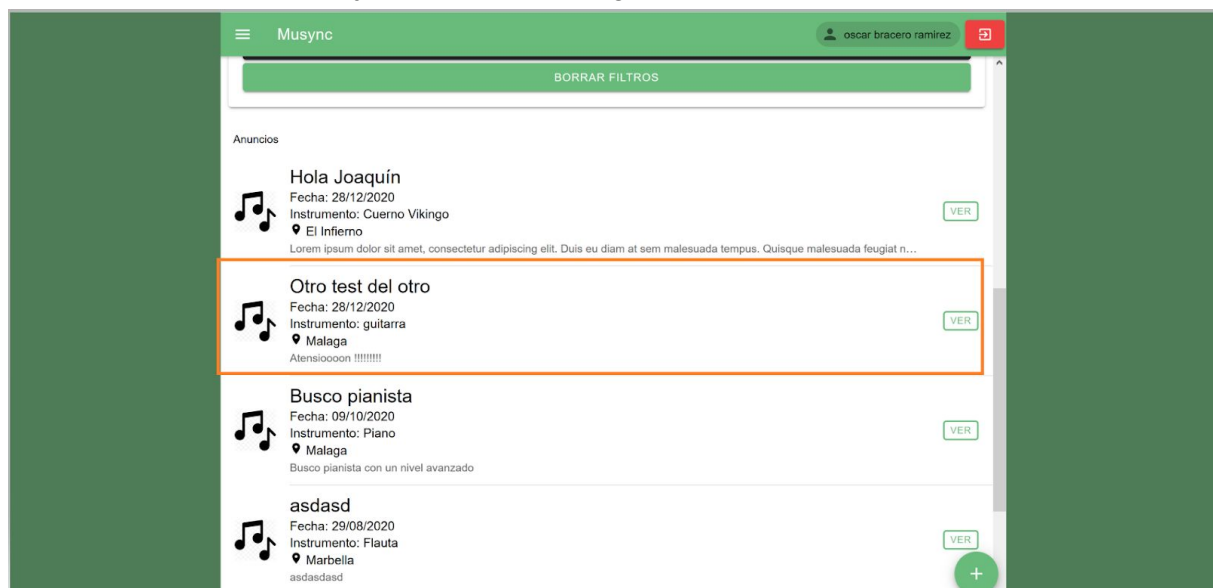 Musync
oscar bracero ramirez
BORRAR FILTROS
Anuncios
Hola Joaquín
Fecha: 28/12/2020
Instrumento: Cuerno Vikingo
El Infierno
Lorem ipsum dolor sit amet, consectetur adipiscing elit. Duis eu diam at sem malesuada tempus. Quisque malesuada feugiat n…
VER
Otro test del otro
Fecha: 28/12/2020
Instrumento: guitarra
Malaga
Atensioooon !!!!!!!!!
VER
Busco pianista
Fecha: 09/10/2020
Instrumento: Piano
Malaga
Busco pianista con un nivel avanzado
VER
asdasd
Fecha: 29/08/2020
Instrumento: Flauta
Marbella
asdasdasd
VER
+